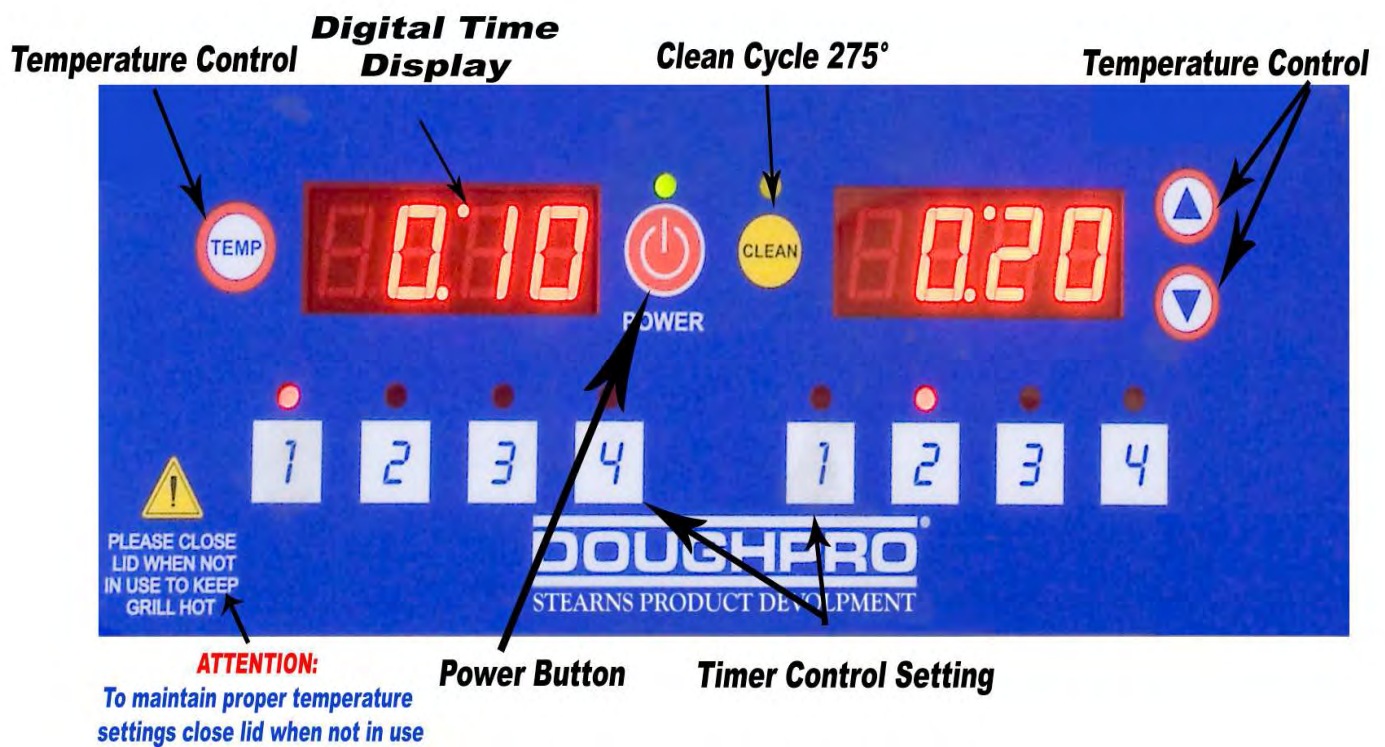 Digital Time
Display
Temperature Control
Clean Cycle 275°
Temperature Control
TEMP
0.10
POWER
CLEAN
0.20
1 2 3 4
1 2 3 4
PLEASE CLOSE
LID WHEN NOT
IN USE TO KEEP
GRILL HOT
DOUGHPRO
STEARNS PRODUCT DEVOLPMENT
ATTENTION:
To maintain proper temperature
settings close lid when not in use
Power Button
Timer Control Setting